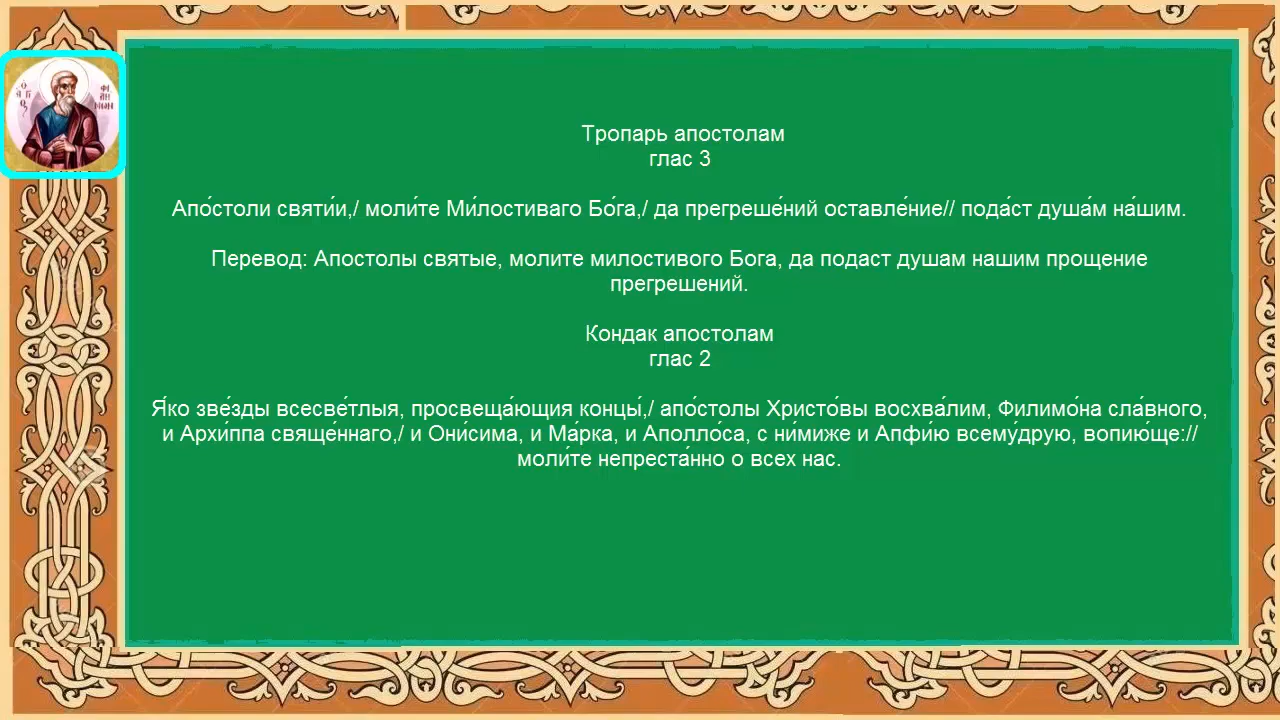 Ο ΑΓΙΟϹ
ΦΙΛΗΜΩΝ
Тропарь апостолам
глас 3
Апо́столи святи́и,/ моли́те Ми́лостиваго Бо́га,/ да прегреше́ний оставле́ние// пода́ст душа́м на́шим.
Перевод: Апостолы святые, молите милостивого Бога, да подаст душам нашим прощение
прегрешений.
Кондак апостолам
глас 2
Я́ко зве́зды всесве́тлыя, просвеща́ющия концы́,/ апо́столы Христо́вы восхва́лим, Филимо́на сла́вного,
и Архи́ппа свяще́ннаго,/ и Они́сима, и Ма́рка, и Аполло́са, с ни́миже и Апфи́ю всему́друю, вопию́ще://
моли́те непреста́нно о всех нас.